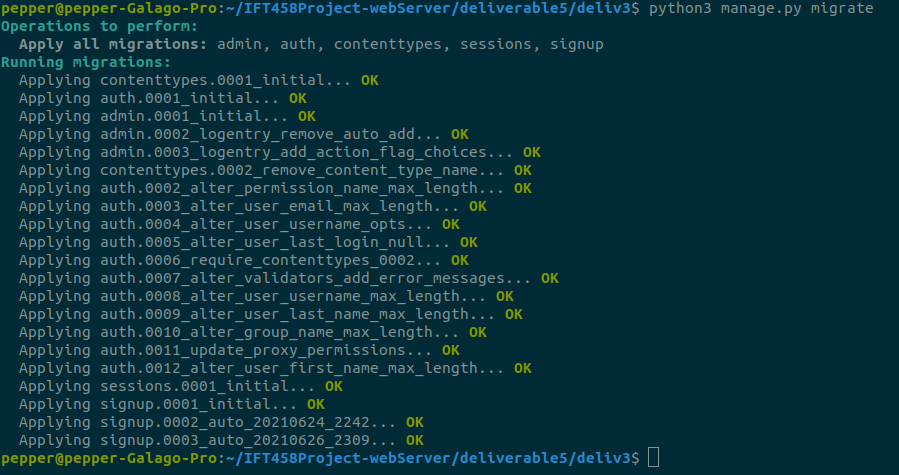 pepper@pepper-Galago-Pro:~/IFT458Project-webServer/deliverable5/deliv3$ python3 manage.py migrate
Operations to perform:
  Apply all migrations: admin, auth, contenttypes, sessions, signup
Running migrations:
  Applying contenttypes.0001_initial... OK
  Applying auth.0001_initial... OK
  Applying admin.0001_initial... OK
  Applying admin.0002_logentry_remove_auto_add... OK
  Applying admin.0003_logentry_add_action_flag_choices... OK
  Applying contenttypes.0002_remove_content_type_name... OK
  Applying auth.0002_alter_permission_name_max_length... OK
  Applying auth.0003_alter_user_email_max_length... OK
  Applying auth.0004_alter_user_username_opts... OK
  Applying auth.0005_alter_user_last_login_null... OK
  Applying auth.0006_require_contenttypes_0002... OK
  Applying auth.0007_alter_validators_add_error_messages... OK
  Applying auth.0008_alter_user_username_max_length... OK
  Applying auth.0009_alter_user_last_name_max_length... OK
  Applying auth.0010_alter_group_name_max_length... OK
  Applying auth.0011_update_proxy_permissions... OK
  Applying auth.0012_alter_user_first_name_max_length... OK
  Applying sessions.0001_initial... OK
  Applying signup.0001_initial... OK
  Applying signup.0002_auto_20210624_2242... OK
  Applying signup.0003_auto_20210626_2309... OK
pepper@pepper-Galago-Pro:~/IFT458Project-webServer/deliverable5/deliv3$